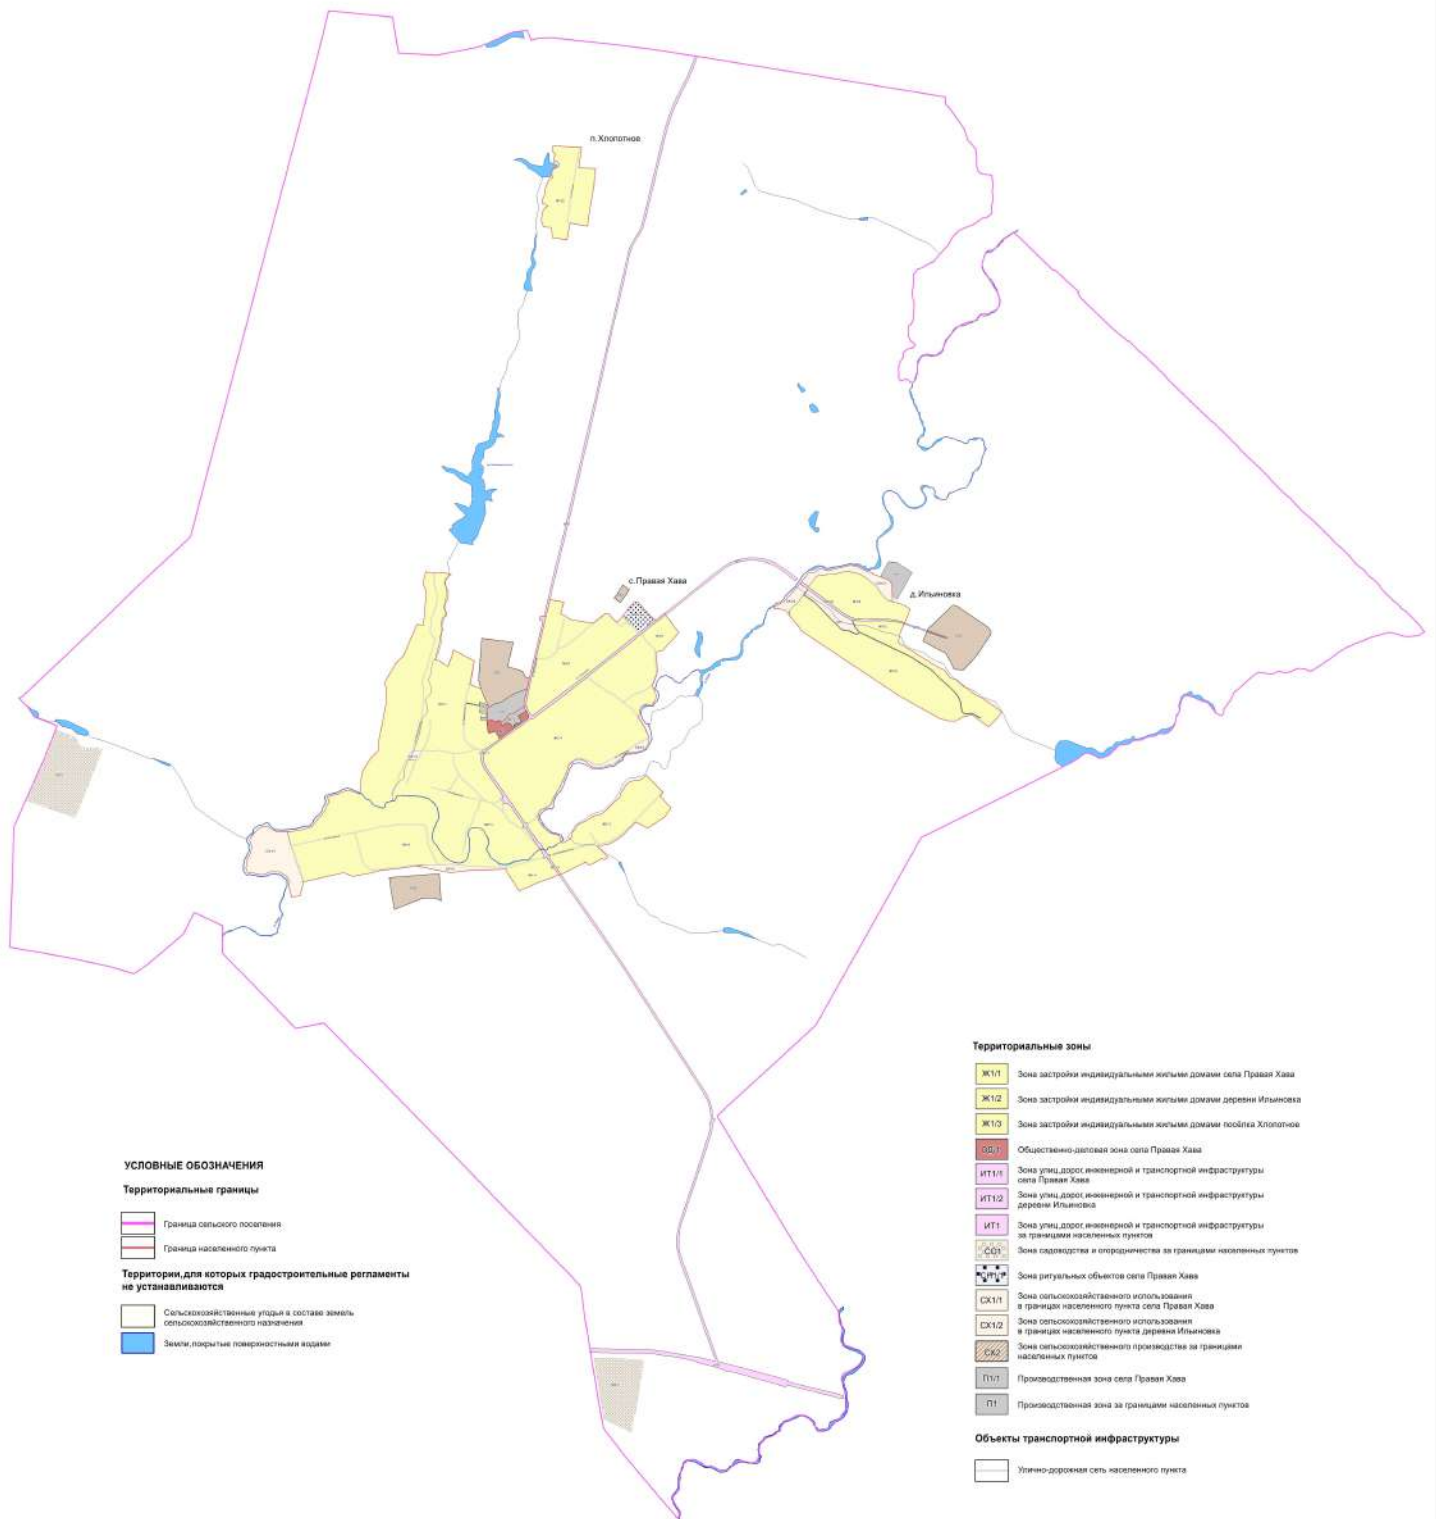 п.Хлопотное
с.Правая Хава
д.Ильиновка
УСЛОВНЫЕ ОБОЗНАЧЕНИЯ
Территориальные границы
Граница сельского поселения
Граница населенного пункта
Территории,для которых градостроительные регламенты
не устанавливаются
Сельскохозяйственные угодья в составе земель
сельскохозяйственного назначения
Земли,покрытые поверхностными водами
Территориальные зоны
Ж1/1 Зона застройки индивидуальными жилыми домами села Правая Хава
Ж1/2 Зона застройки индивидуальными жилыми домами деревни Ильиновка
Ж1/3 Зона застройки индивидуальными жилыми домами посёлка Хлопотное
Общественно-деловая зона села Правая Хава
ИТ1/1 Зона улиц,дорог,инженерной и транспортной инфраструктуры
села Правая Хава
ИТ1/2 Зона улиц,дорог,инженерной и транспортной инфраструктуры
деревни Ильиновка
ИТ1 Зона улиц,дорог,инженерной и транспортной инфраструктуры
за границами населенных пунктов
СО1 Зона садоводства и огородничества за границами населенных пунктов
Зона ритуальных объектов села Правая Хава
СХ1/1 Зона сельскохозяйственного использования
в границах населенного пункта села Правая Хава
СХ1/2 Зона сельскохозяйственного использования
в границах населенного пункта деревни Ильиновка
СХ2 Зона сельскохозяйственного производства за границами
населенных пунктов
П1/1 Производственная зона села Правая Хава
П1 Производственная зона за границами населенных пунктов
Объекты транспортной инфраструктуры
Улично-дорожная сеть населенного пункта